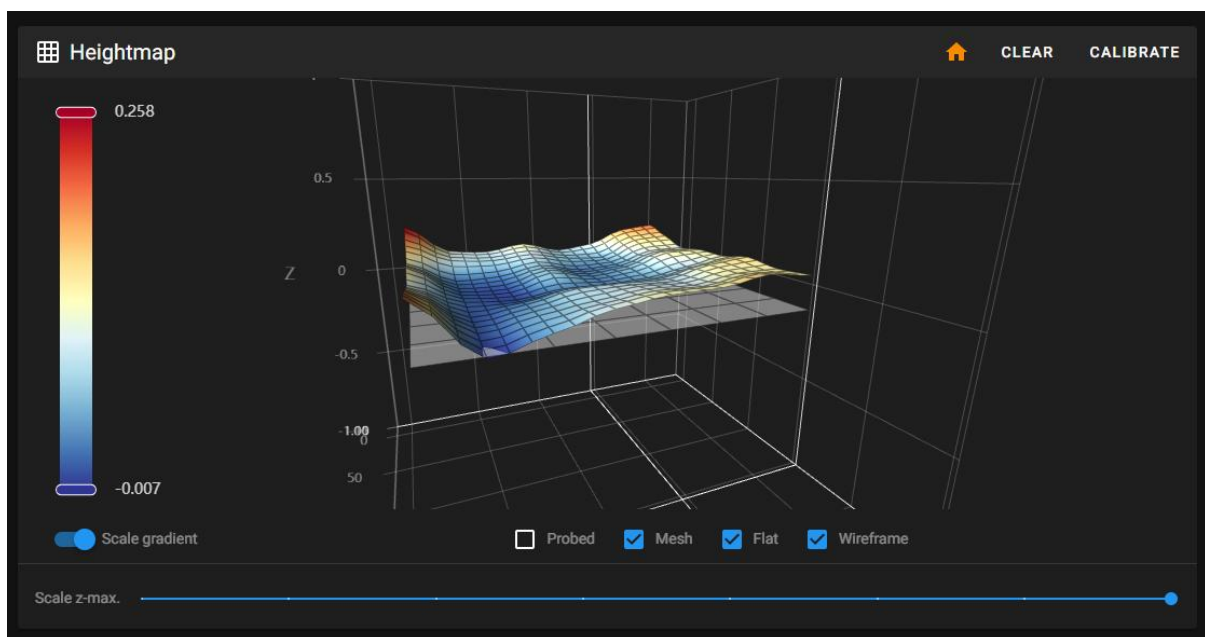 Heightmap
CLEAR
CALIBRATE
0.258
0.5
Z
0
-0.5
-1.00
0
50
-0.007
Scale gradient
Probed
Mesh
Flat
Wireframe
Scale z-max.